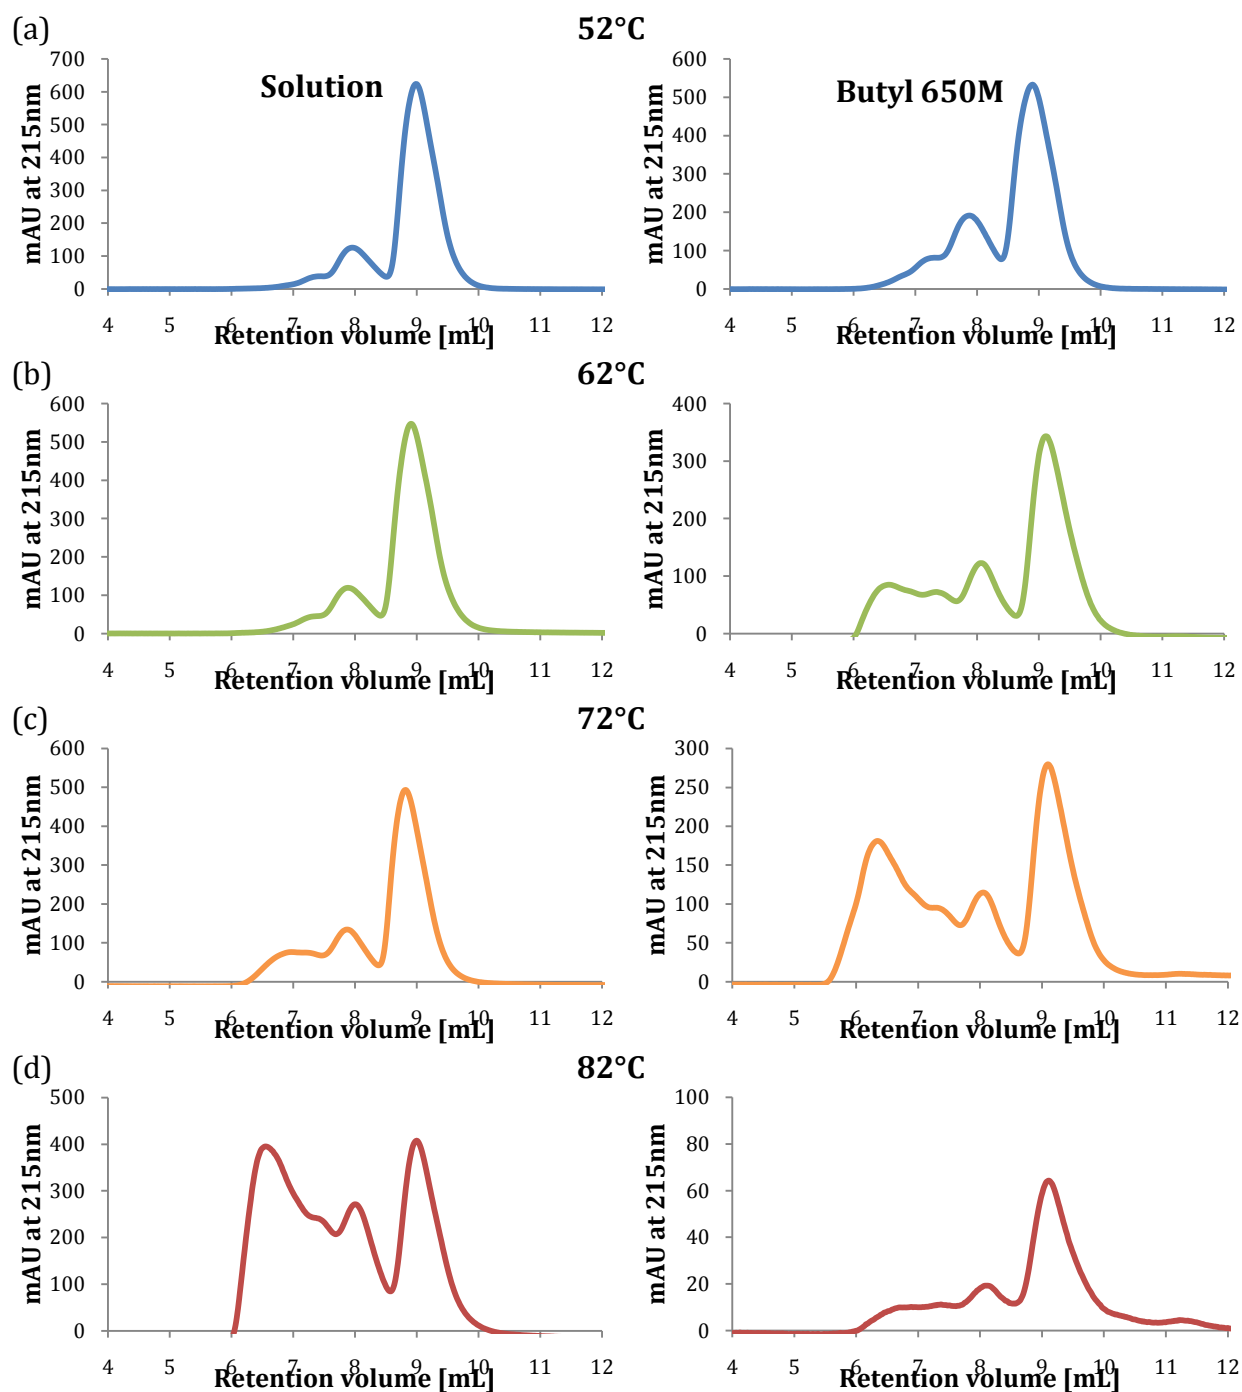 (a)
52°C
Solution
mAU at 215nm
700
600
500
400
300
200
100
0
4 5 6 7 8 9 10 11 12
Retention volume [mL]
Butyl 650M
mAU at 215nm
600
500
400
300
200
100
0
4 5 6 7 8 9 10 11 12
Retention volume [mL]
(b)
62°C
mAU at 215nm
600
500
400
300
200
100
0
4 5 6 7 8 9 10 11 12
Retention volume [mL]
mAU at 215nm
400
300
200
100
0
4 5 6 7 8 9 10 11 12
Retention volume [mL]
(c)
72°C
mAU at 215nm
600
500
400
300
200
100
0
4 5 6 7 8 9 10 11 12
Retention volume [mL]
mAU at 215nm
300
250
200
150
100
50
0
4 5 6 7 8 9 10 11 12
Retention volume [mL]
(d)
82°C
mAU at 215nm
500
400
300
200
100
0
4 5 6 7 8 9 10 11 12
Retention volume [mL]
mAU at 215nm
100
80
60
40
20
0
4 5 6 7 8 9 10 11 12
Retention volume [mL]